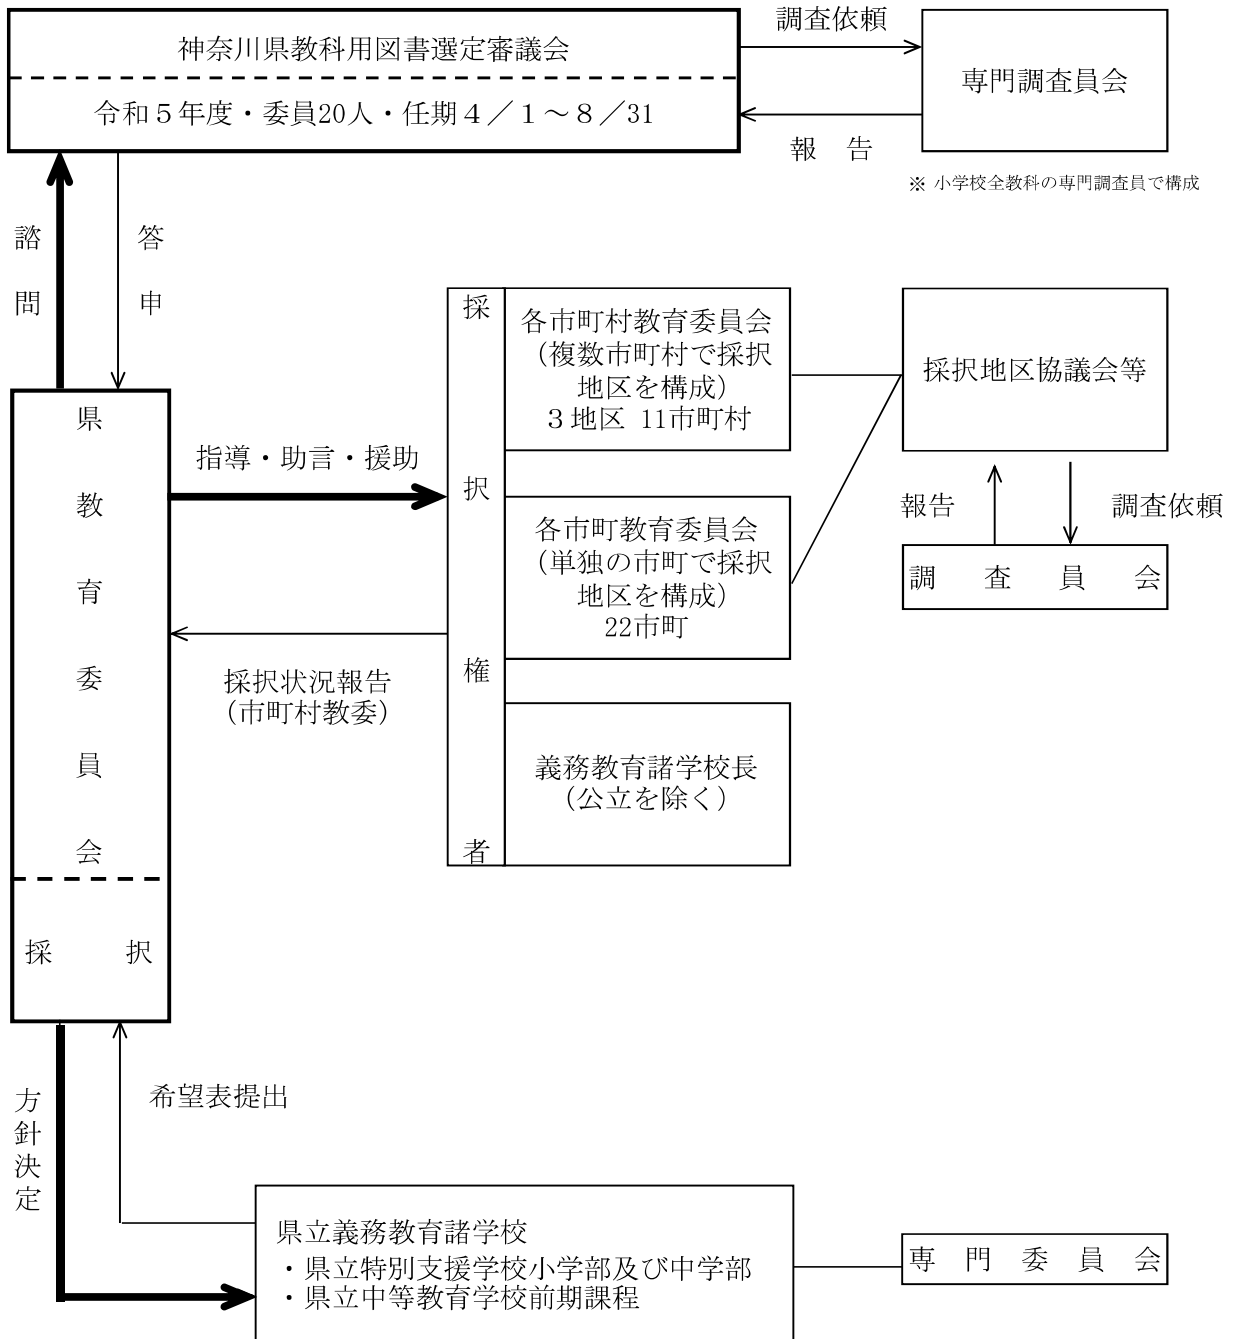 調査依頼
神奈川県教科用図書選定審議会
専門調査員会
令和５年度・委員20人・任期４／１～８／31
報　告
※ 小学校全教科の専門調査員で構成
諮問
答申
採択権者
各市町村教育委員会
（複数市町村で採択
地区を構成）
３地区 11市町村
採択地区協議会等
県教育委員会
指導・助言・援助
各市町教育委員会
（単独の市町で採択
地区を構成）
22市町
報告
調査依頼
調　査　員　会
採択状況報告
（市町村教委）
義務教育諸学校長
（公立を除く）
採　択
方針決定
希望表提出
県立義務教育諸学校
・県立特別支援学校小学部及び中学部
・県立中等教育学校前期課程
専　門　委　員　会